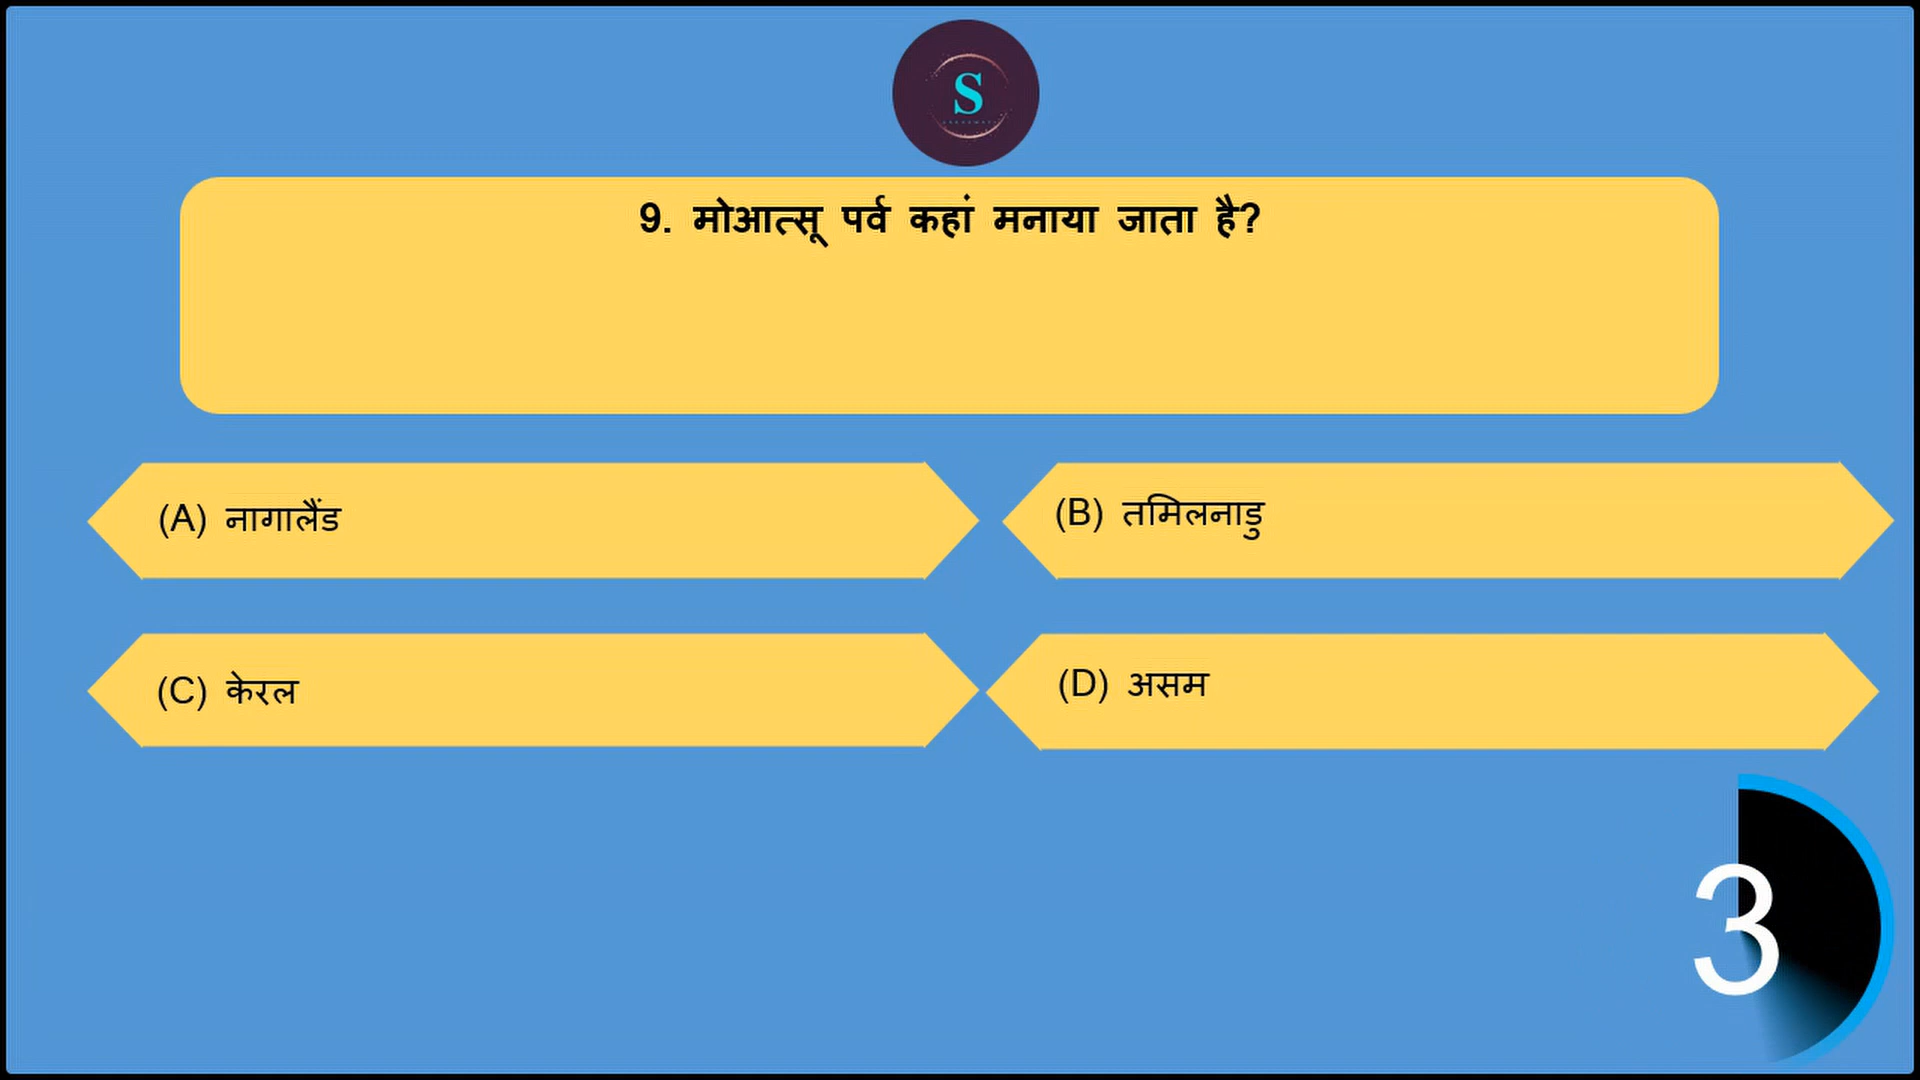 S
9. मोआत्सू पर्व कहां मनाया जाता है?
(A) नागालैंड
(B) तमिलनाडु
(C) केरल
(D) असम
3